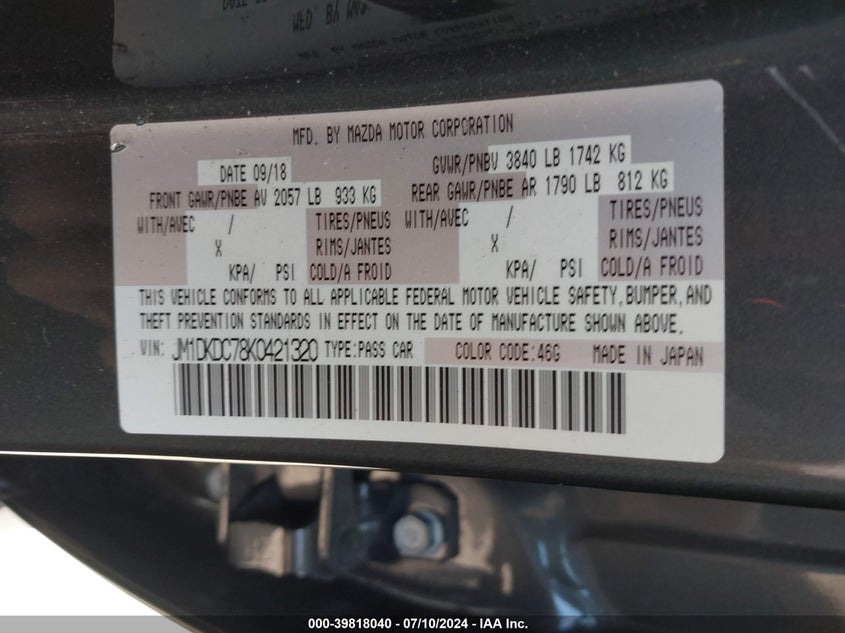 MFD. BY MAZDA MOTOR CORPORATION
DATE 09/18 GVWR/PNBV 3840 LB 1742 KG
FRONT GAWR/PNBE AV 2057 LB 933 KG REAR GAWR/PNBE AR 1790 LB 812 KG
WITH/AVEC / TIRES/PNEUS WITH/AVEC / TIRES/PNEUS
X RIMS/JANTES X RIMS/JANTES
KPA/ PSI COLD/A FROID KPA/ PSI COLD/A FROID
THIS VEHICLE CONFORMS TO ALL APPLICABLE FEDERAL MOTOR VEHICLE SAFETY, BUMPER, AND
THEFT PREVENTION STANDARDS IN EFFECT ON THE DATE OF MANUFACTURE SHOWN ABOVE.
VIN: JM1DKDC78K0421320 TYPE:PASS CAR COLOR CODE:46G MADE IN JAPAN
000-39818040 - 07/10/2024 - IAA Inc.